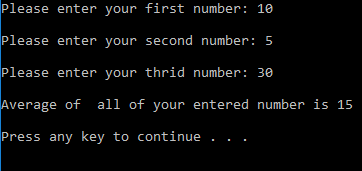 Please enter your first number: 10
Please enter your second number: 5
Please enter your thrid number: 30
Average of  all of your entered number is 15
Press any key to continue . . .